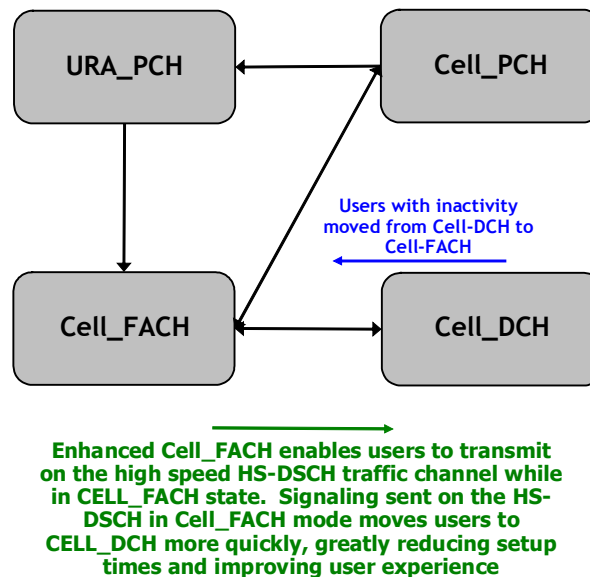 URA_PCH
Cell_PCH
Users with inactivity
moved from Cell-DCH to
Cell-FACH
Cell_FACH
Cell_DCH
Enhanced Cell_FACH enables users to transmit
on the high speed HS-DSCH traffic channel while
in CELL_FACH state.  Signaling sent on the HS-
DSCH in Cell_FACH mode moves users to
CELL_DCH more quickly, greatly reducing setup
times and improving user experience